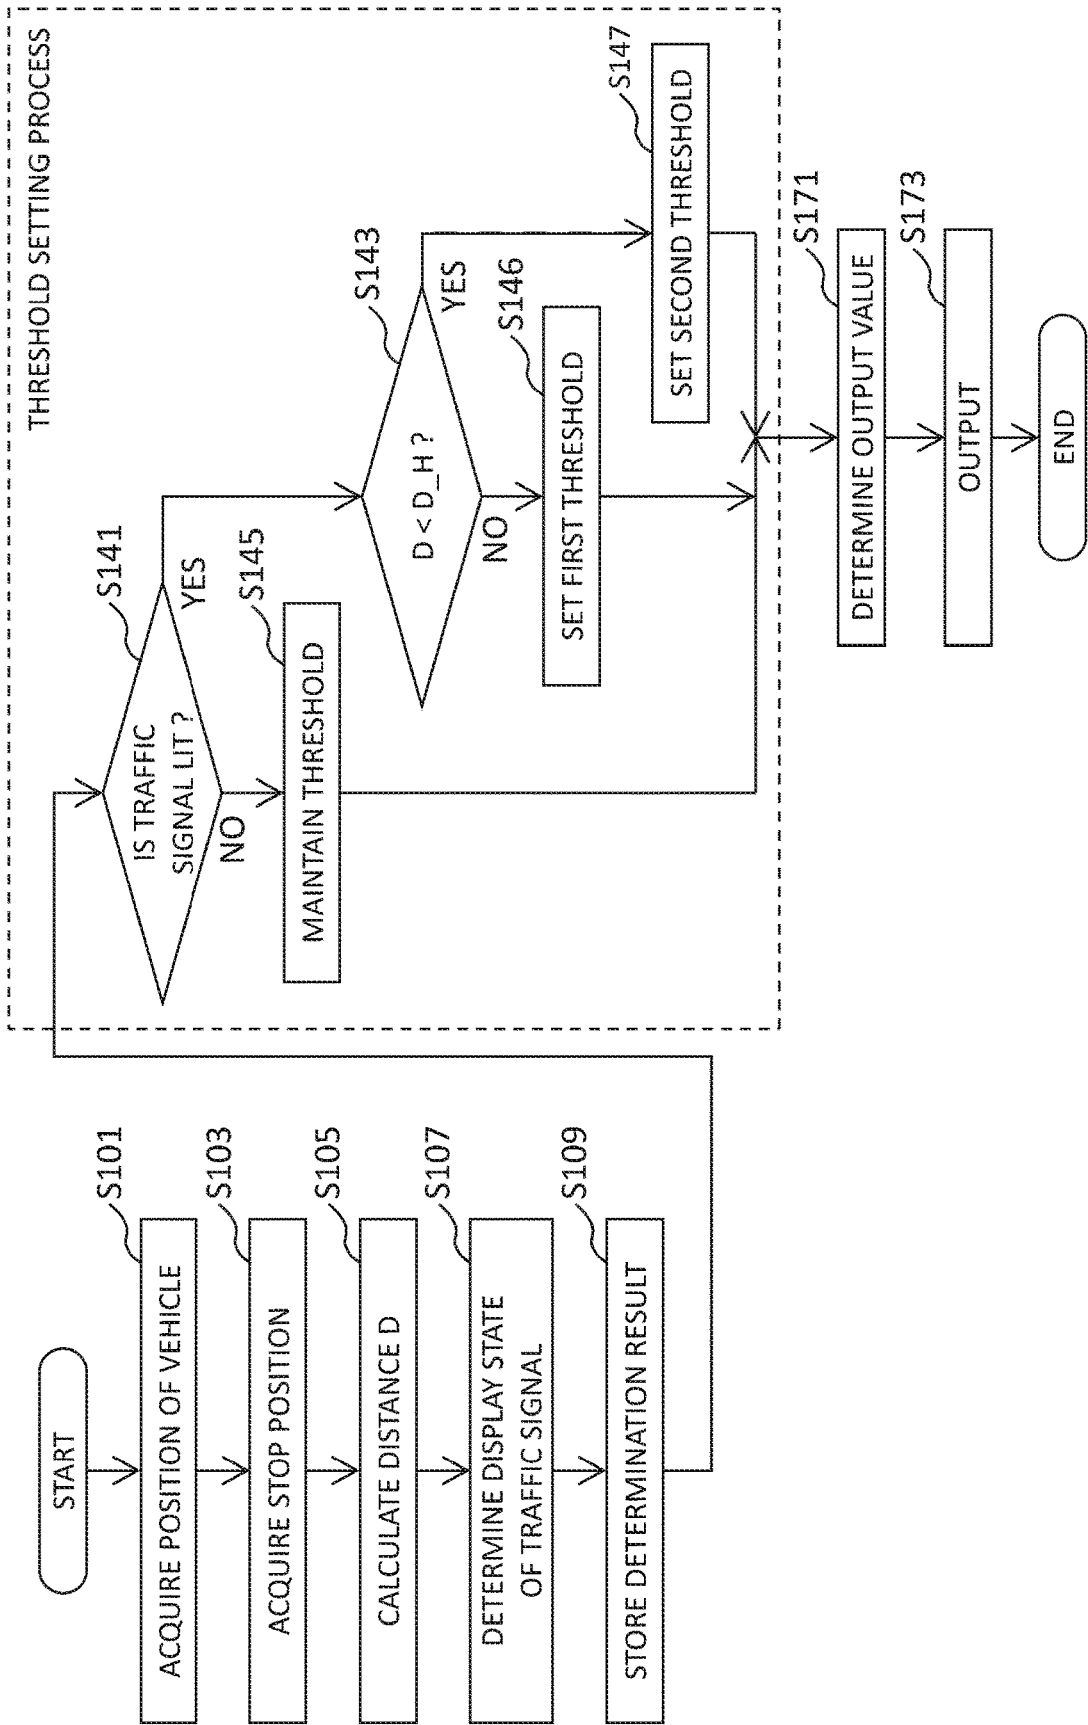 START
S101
ACQUIRE POSITION OF VEHICLE
S103
ACQUIRE STOP POSITION
S105
CALCULATE DISTANCE D
S107
DETERMINE DISPLAY STATE
OF TRAFFIC SIGNAL
S109
STORE DETERMINATION RESULT
THRESHOLD SETTING PROCESS
S141
IS TRAFFIC
SIGNAL LIT ?
YES
NO
S145
MAINTAIN THRESHOLD
S143
D < D_H ?
YES
NO
S146
SET FIRST THRESHOLD
S147
SET SECOND THRESHOLD
S171
DETERMINE OUTPUT VALUE
S173
OUTPUT
END